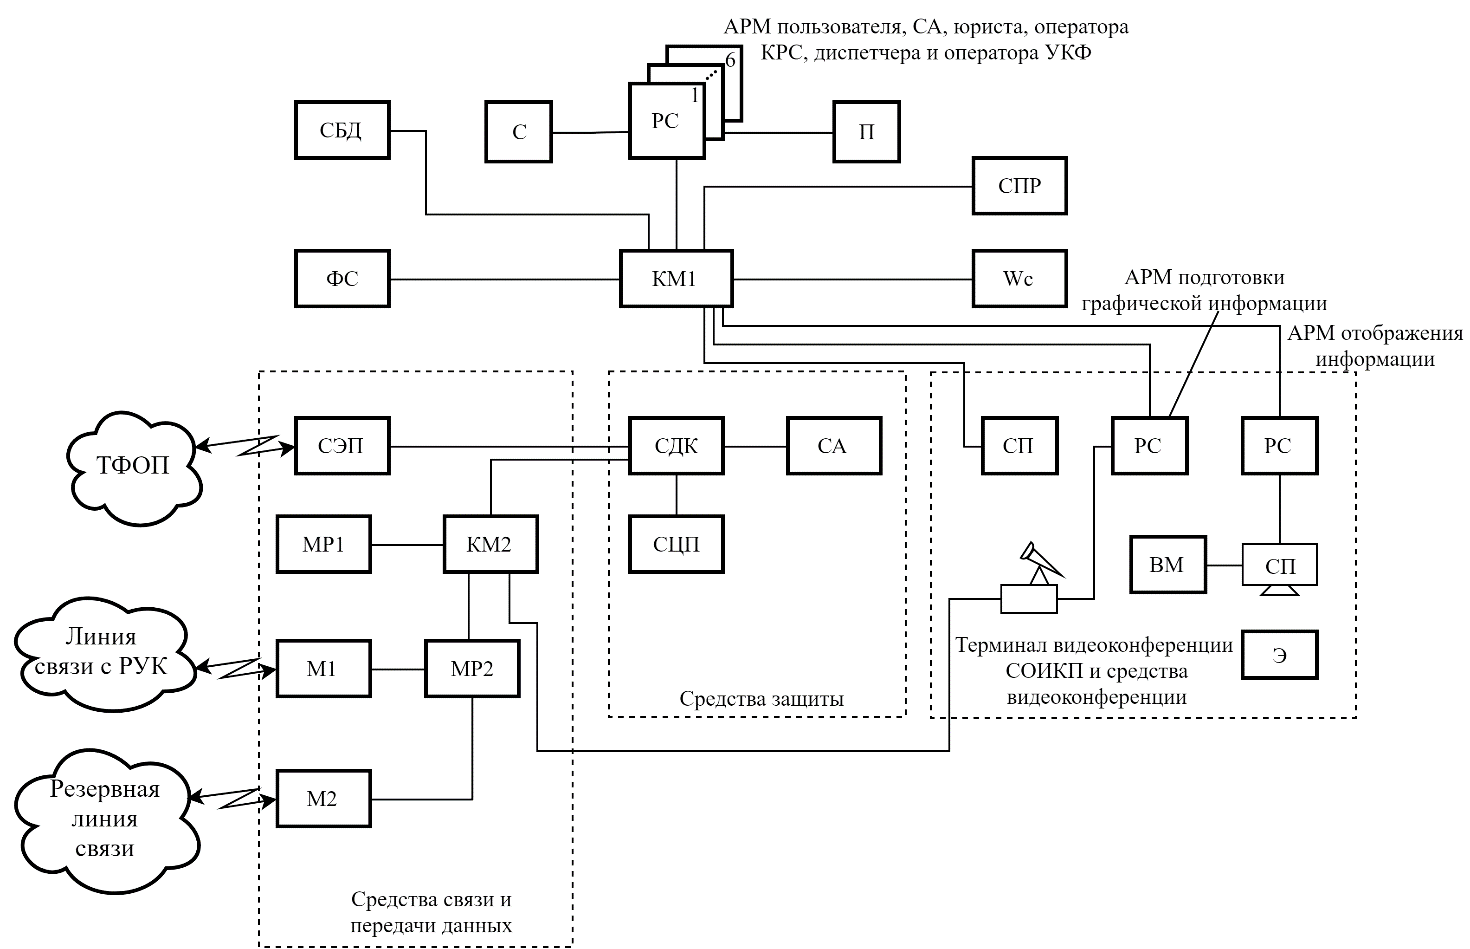 АРМ пользователя, СА, юриста, оператора
КРС, диспетчера и оператора УКФ
6
1
СБД
С
РС
П
СПР
ФС
КМ1
Wc
АРМ подготовки
графической информации
АРМ отображения
информации
ТФОП
СЭП
СДК
СА
СП
РС
РС
МР1
КМ2
СЦП
ВМ
СП
Линия
связи с РУК
М1
МР2
Терминал видеоконференции
СОИКП и средства
видеоконференции
Э
Средства защиты
Резервная
линия
связи
М2
Средства связи и
передачи данных